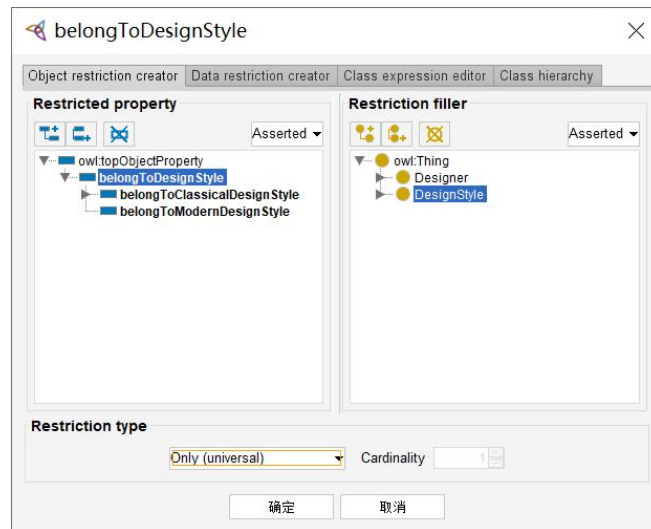 belongToDesignStyle
Object restriction creator Data restriction creator Class expression editor Class hierarchy
Restricted property
Asserted
owl:topObjectProperty
belongToDesignStyle
belongToClassicalDesignStyle
belongToModernDesignStyle
Restriction filler
Asserted
owl:Thing
Designer
DesignStyle
Restriction type
Only (universal) Cardinality 1
确定 取消